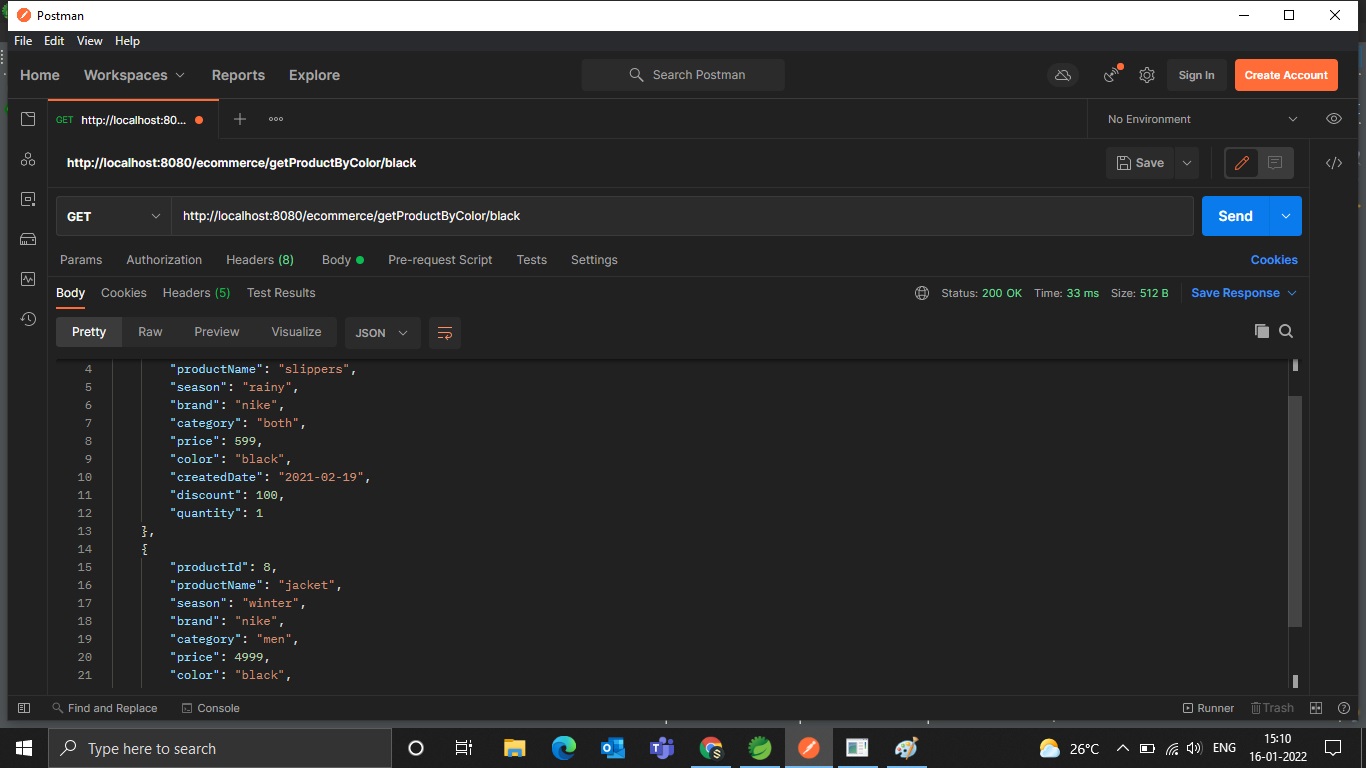 Postman
File Edit View Help
Home Workspaces Reports Explore Search Postman Sign In Create Account
GET http://localhost:80... No Environment
http://localhost:8080/ecommerce/getProductByColor/black Save
GET http://localhost:8080/ecommerce/getProductByColor/black Send
Params Authorization Headers (8) Body Pre-request Script Tests Settings Cookies
Body Cookies Headers (5) Test Results Status: 200 OK Time: 33 ms Size: 512 B Save Response
Pretty Raw Preview Visualize JSON
4 "productName": "slippers",
5 "season": "rainy",
6 "brand": "nike",
7 "category": "both",
8 "price": 599,
9 "color": "black",
10 "createdDate": "2021-02-19",
11 "discount": 100,
12 "quantity": 1
13 },
14 {
15 "productId": 8,
16 "productName": "jacket",
17 "season": "winter",
18 "brand": "nike",
19 "category": "men",
20 "price": 4999,
21 "color": "black",
Find and Replace Console Runner Trash
Type here to search 26°C ENG 15:10
16-01-2022